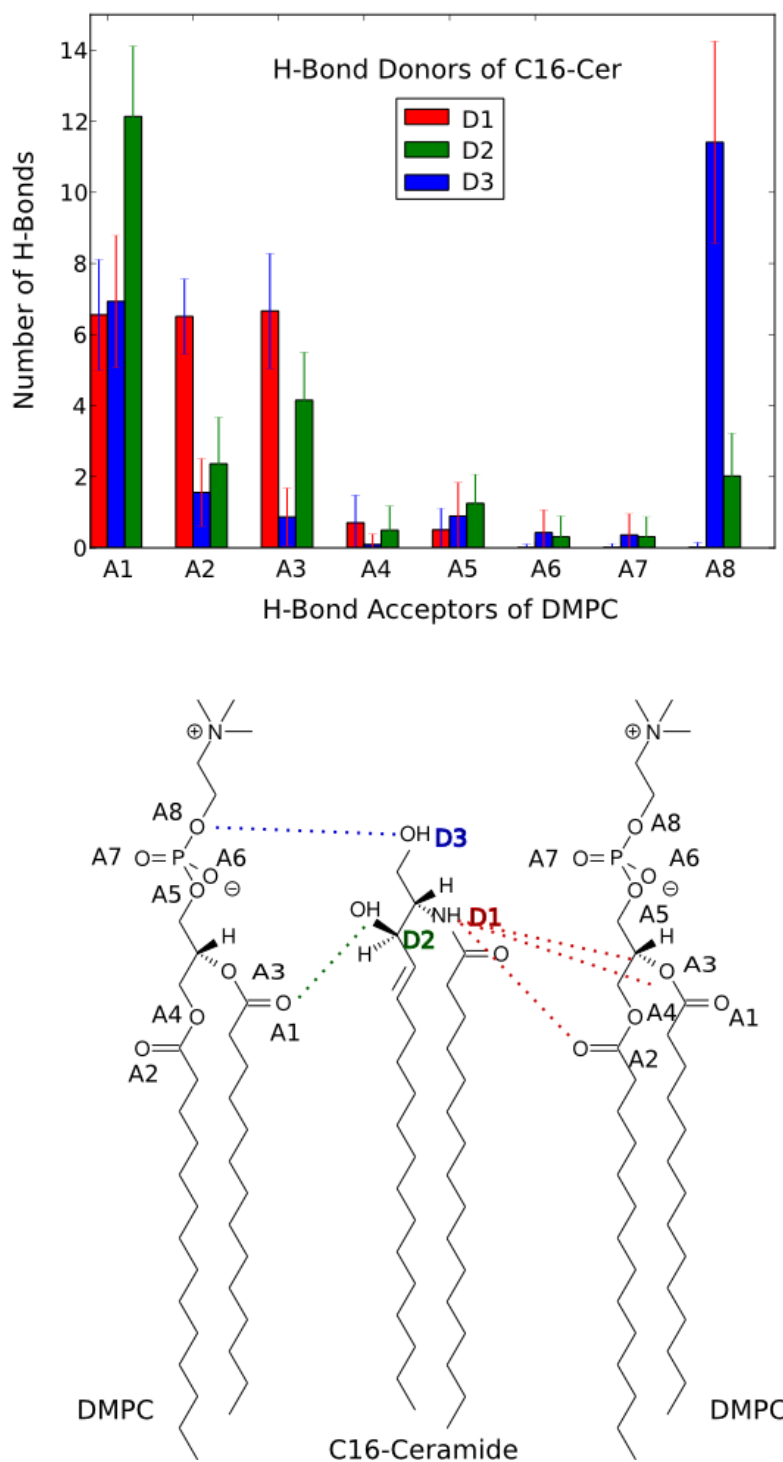 14
12
10
8
6
4
2
0
Number of H-Bonds
H-Bond Donors of C16-Cer
D1
D2
D3
A1 A2 A3 A4 A5 A6 A7 A8
H-Bond Acceptors of DMPC
⊕N ⊕N
A8 O OH D3 O A8
A7 O=P A6 A7 O=P A6
O⊖ O⊖
A5 O H O A5
OH NH D1
H D2 H
H O A3 O O A3
A4 O O A4 O
O A1 O A1
A2 O A2
DMPC DMPC
C16-Ceramide